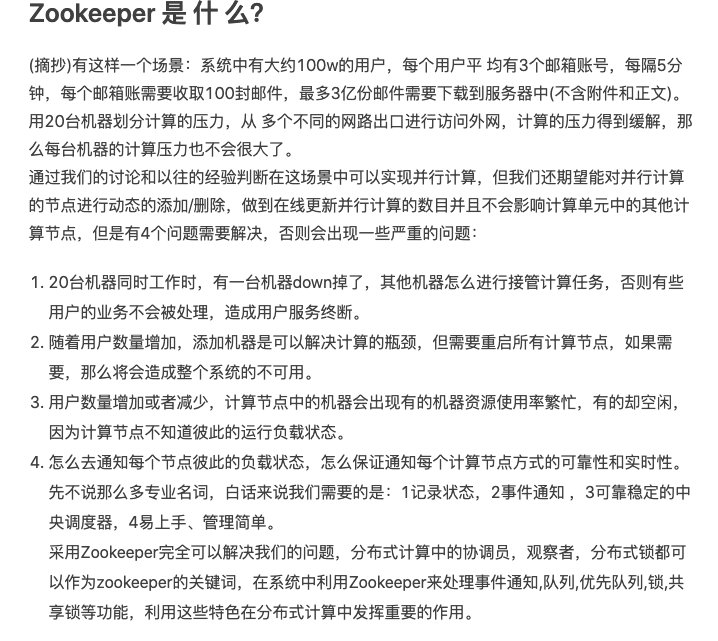 Zookeeper 是 什 么?
(摘抄)有这样一个场景：系统中有大约100w的用户，每个用户平 均有3个邮箱账号，每隔5分
钟，每个邮箱账需要收取100封邮件，最多3亿份邮件需要下载到服务器中(不含附件和正文)。
用20台机器划分计算的压力，从 多个不同的网路出口进行访问外网，计算的压力得到缓解，那
么每台机器的计算压力也不会很大了。
通过我们的讨论和以往的经验判断在这场景中可以实现并行计算，但我们还期望能对并行计算
的节点进行动态的添加/删除，做到在线更新并行计算的数目并且不会影响计算单元中的其他计
算节点，但是有4个问题需要解决，否则会出现一些严重的问题：
1. 20台机器同时工作时，有一台机器down掉了，其他机器怎么进行接管计算任务，否则有些
用户的业务不会被处理，造成用户服务终断。
2. 随着用户数量增加，添加机器是可以解决计算的瓶颈，但需要重启所有计算节点，如果需
要，那么将会造成整个系统的不可用。
3. 用户数量增加或者减少，计算节点中的机器会出现有的机器资源使用率繁忙，有的却空闲，
因为计算节点不知道彼此的运行负载状态。
4. 怎么去通知每个节点彼此的负载状态，怎么保证通知每个计算节点方式的可靠性和实时性。
先不说那么多专业名词，白话来说我们需要的是：1记录状态，2事件通知 ，3可靠稳定的中
央调度器，4易上手、管理简单。
采用Zookeeper完全可以解决我们的问题，分布式计算中的协调员，观察者，分布式锁都可
以作为zookeeper的关键词，在系统中利用Zookeeper来处理事件通知,队列,优先队列,锁,共
享锁等功能，利用这些特色在分布式计算中发挥重要的作用。